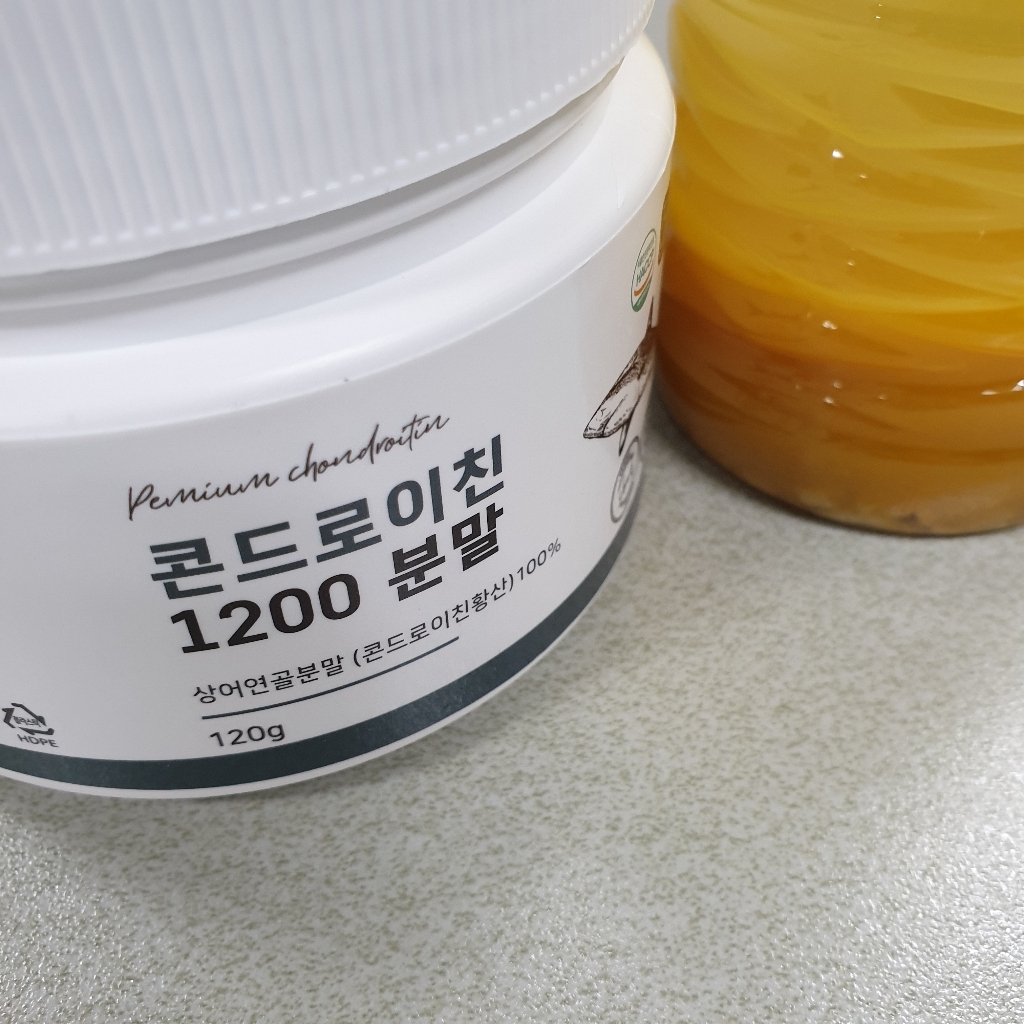 Pemium chondroitin
콘드로이친
1200 분말
상어연골분말 (콘드로이친황산) 100%
120g
HDPE